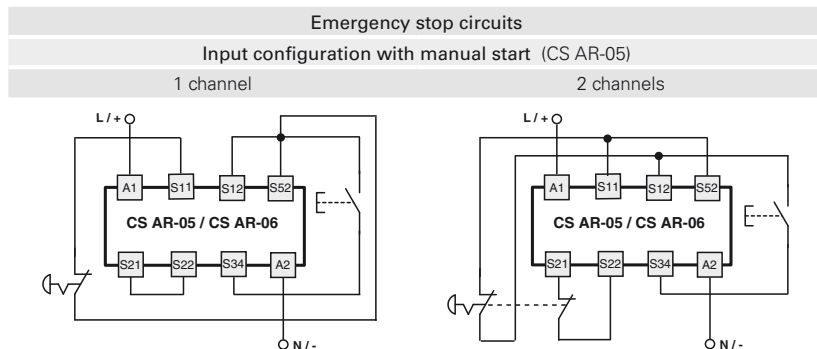 Emergency stop circuits
Input configuration with manual start (CS AR-05)
1 channel
2 channels
L / +
A1 S11 S12 S52
CS AR-05 / CS AR-06
S21 S22 S34 A2
N / -
L / +
A1 S11 S12 S52
CS AR-05 / CS AR-06
S21 S22 S34 A2
N / -